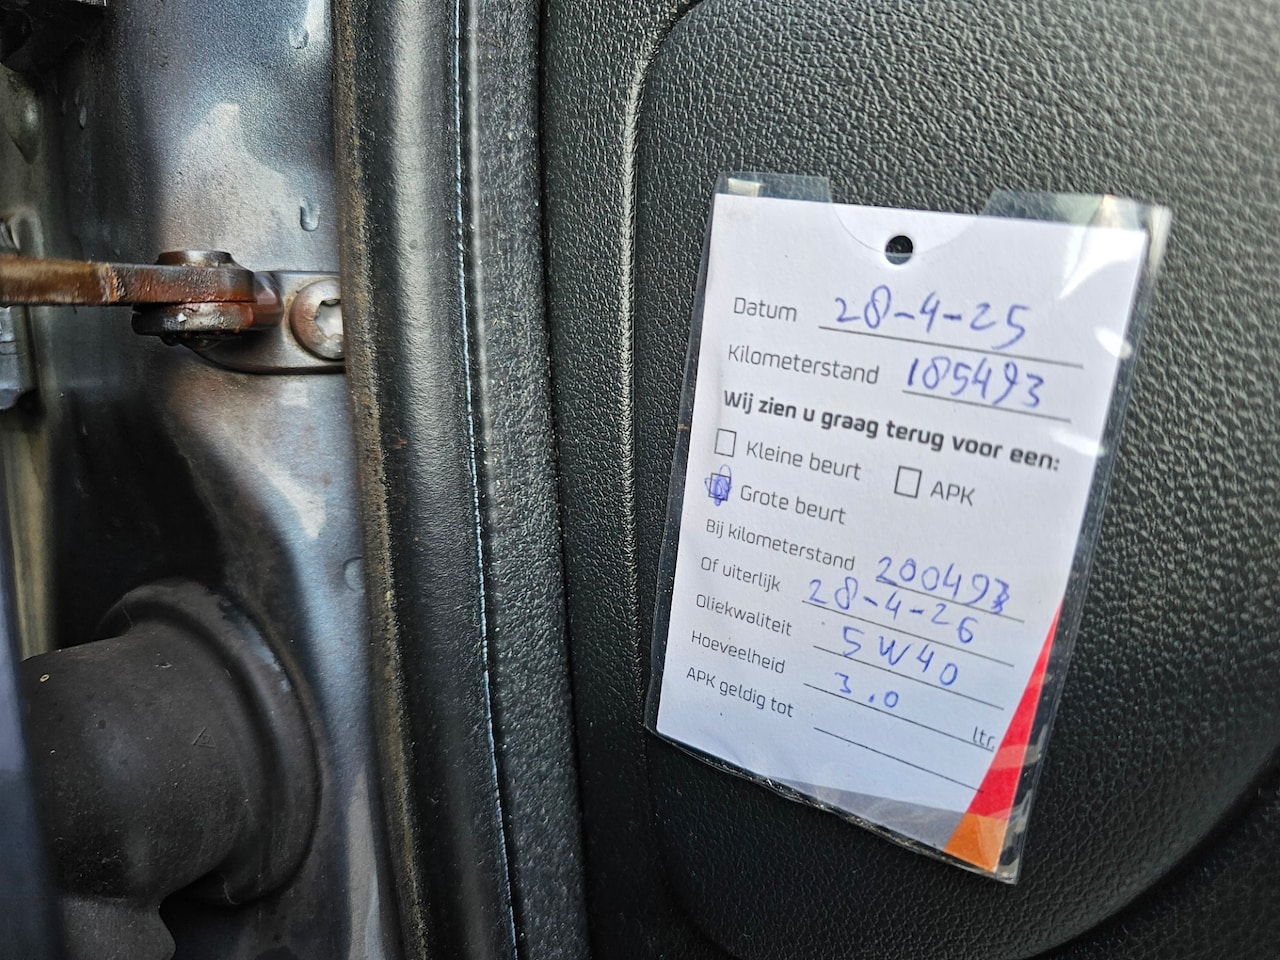 Datum 28-4-25
Kilometerstand 185493
Wij zien u graag terug voor een:
Kleine beurt APK
Grote beurt
Bij kilometerstand 200493
Of uiterlijk 28-4-26
Oliekwaliteit 5W40
Hoeveelheid 3.0 ltr.
APK geldig tot